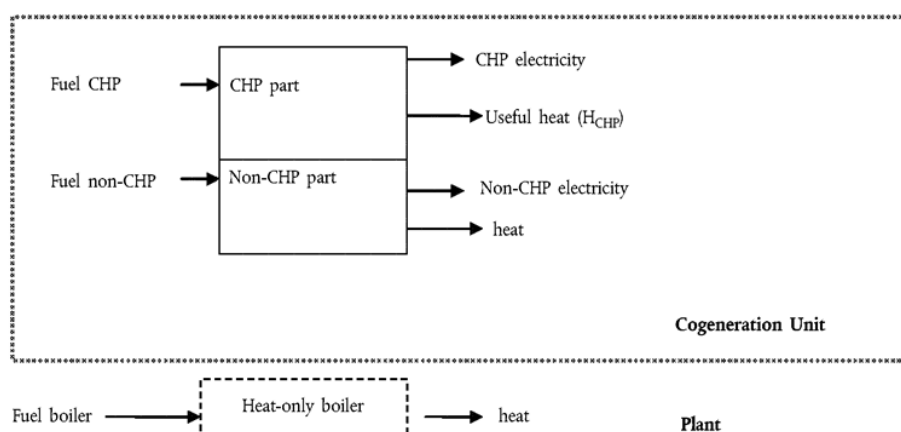 Fuel CHP
CHP part
CHP electricity
Useful heat (HCHP)
Fuel non-CHP
Non-CHP part
Non-CHP electricity
heat
Cogeneration Unit
Fuel boiler
Heat-only boiler
heat
Plant